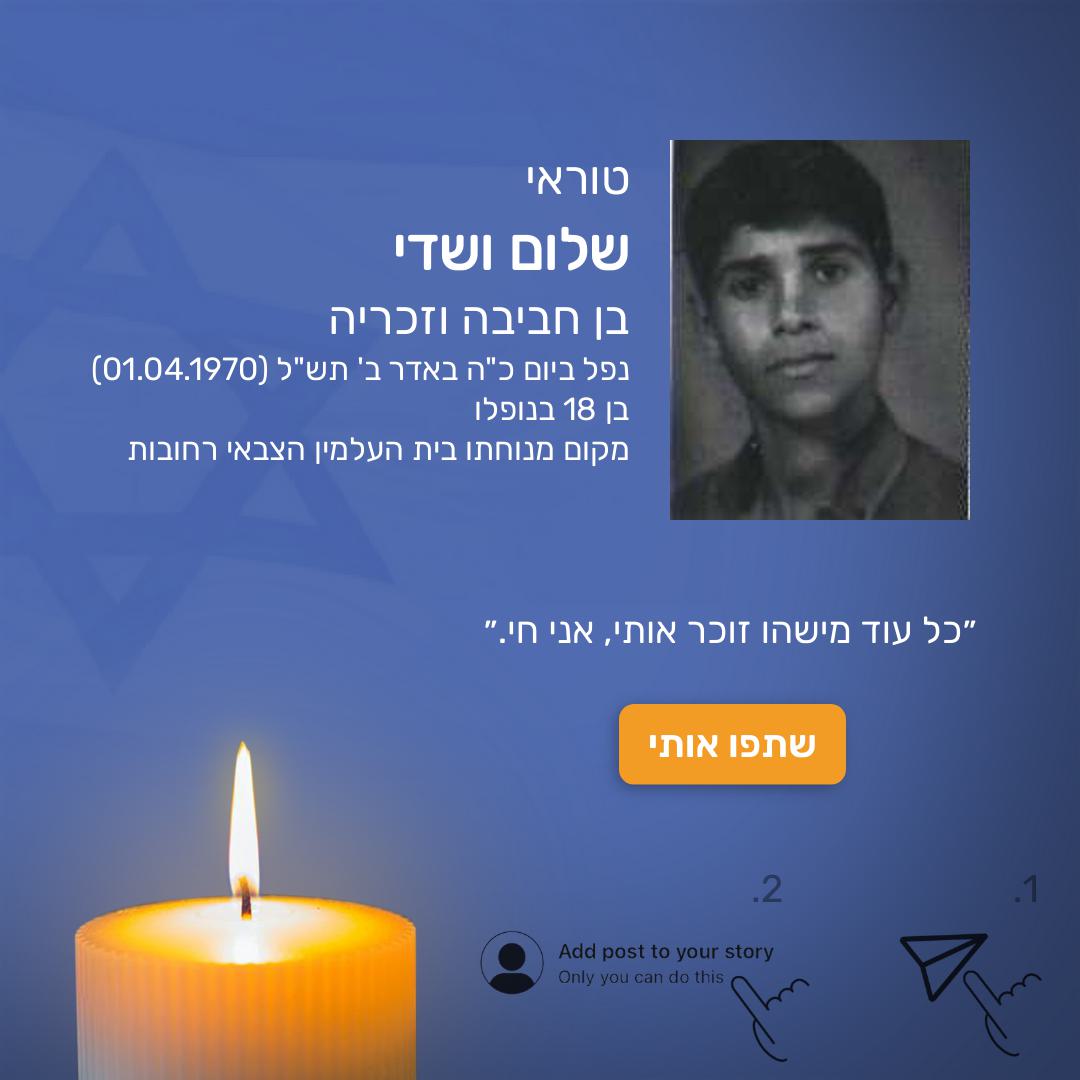 טוראי
שלום ושדי
בן חביבה וזכריה
נפל ביום כ"ה באדר ב' תש"ל (01.04.1970)
בן 18 בנופלו
מקום מנוחתו בית העלמין הצבאי רחובות
״כל עוד מישהו זוכר אותי, אני חי.״
שתפו אותי
1.
2.
Add post to your story
Only you can do this